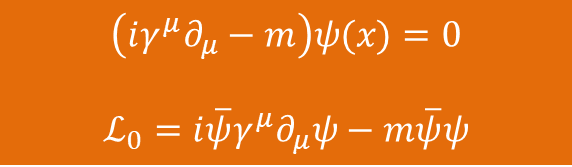 (iγ^μ ∂_μ − m)ψ(x) = 0
ℒ₀ = iψ̄γ^μ ∂_μψ − mψ̄ψ